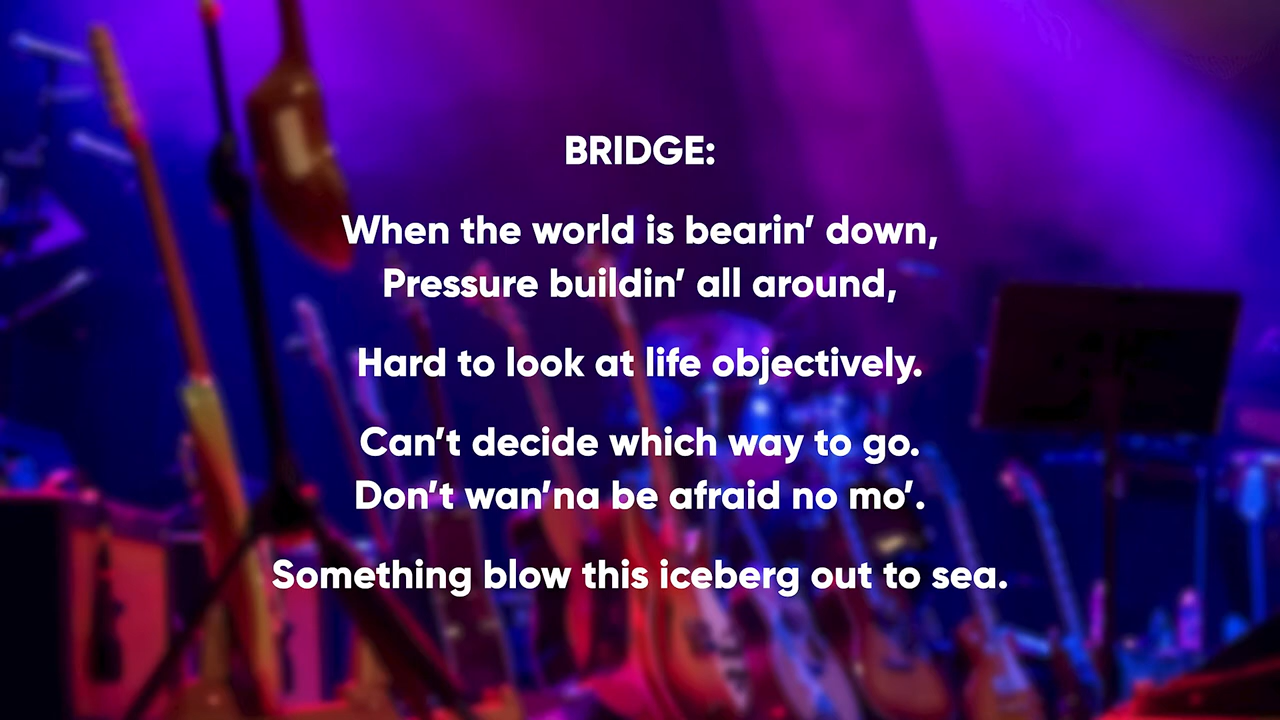 BRIDGE:
When the world is bearin’ down,
Pressure buildin’ all around,
Hard to look at life objectively.
Can’t decide which way to go.
Don’t wan’na be afraid no mo’.
Something blow this iceberg out to sea.